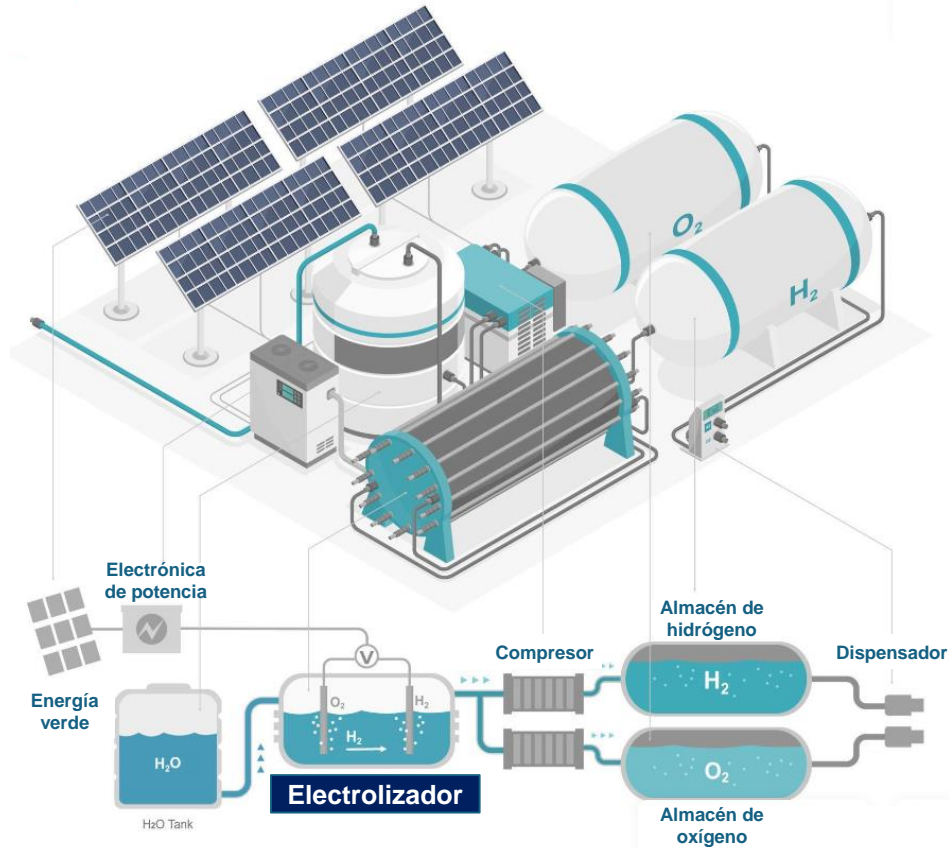 O₂
H₂
Electrónica
de potencia
Almacén de
hidrógeno
Compresor
Dispensador
Energía
verde
V
O₂
H₂
H₂
H₂
H₂O
O₂
Electrolizador
H₂O Tank
Almacén de
oxígeno